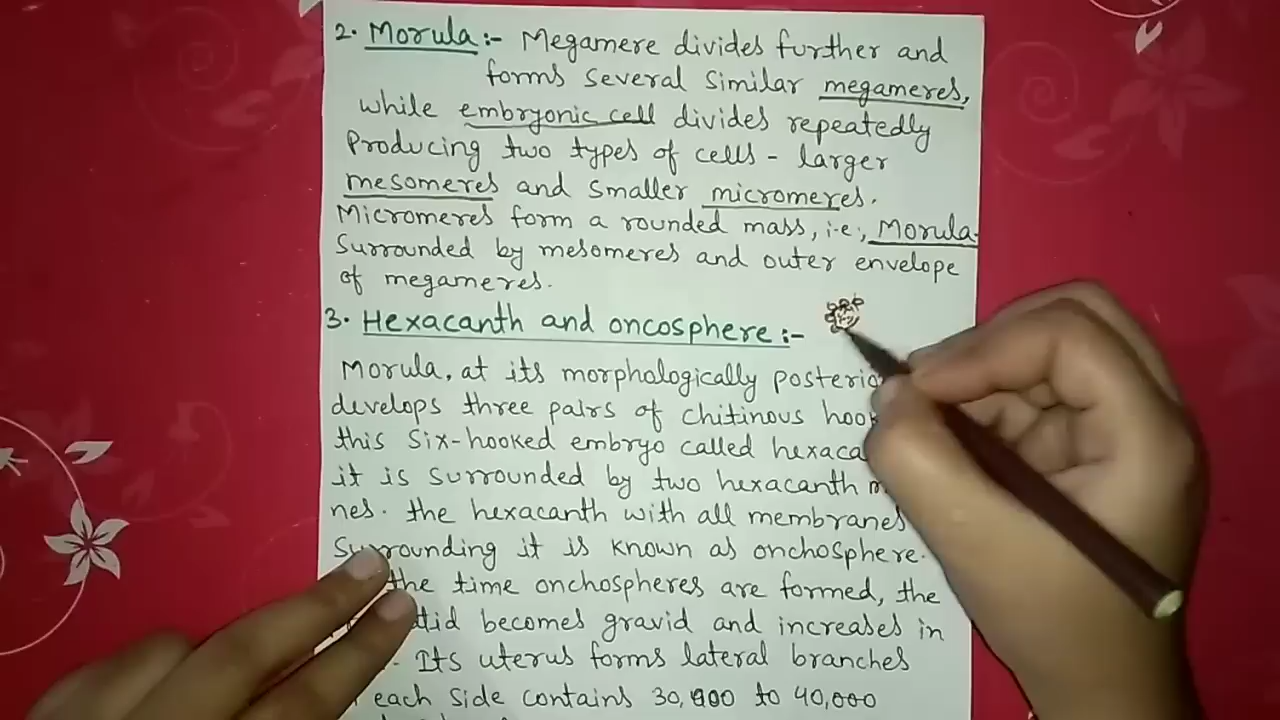 2. Morula:- Megamere divides further and
forms several similar megameres,
while embryonic cell divides repeatedly
Producing two types of cells - larger
mesomeres and smaller micromeres.
Micromeres form a rounded mass, i.e., Morula.
Surrounded by mesomeres and outer envelope
of megameres.
3. Hexacanth and oncosphere:-
Morula, at its morphologically
develops three pairs of chitinous
this six-hooked embryo called
it is surrounded by two hexacanth
nes. the hexacanth with all membranes
Surrounding it is known as onchosphere.
the time onchospheres are formed, the
becomes gravid and increases in
Its uterus forms lateral branches
each side contains 30,000 to 40,000